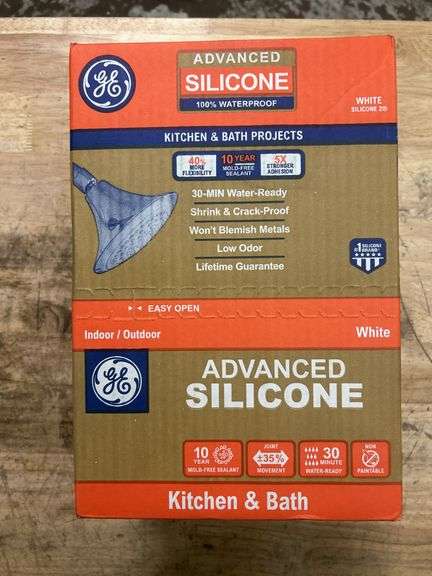 GE
ADVANCED
SILICONE
100% WATERPROOF
WHITE
SILICONE 2®
KITCHEN & BATH PROJECTS
40% MORE FLEXIBILITY
10 YEAR MOLD-FREE SEALANT
5X STRONGER ADHESION
30-MIN Water-Ready
Shrink & Crack-Proof
Won't Blemish Metals
Low Odor
Lifetime Guarantee
#1 SILICONE BRAND
EASY OPEN
Indoor / Outdoor
White
GE
ADVANCED
SILICONE
10 YEAR
MOLD-FREE SEALANT
JOINT
±35%
MOVEMENT
30 MINUTE
WATER-READY
NON
PAINTABLE
Kitchen & Bath